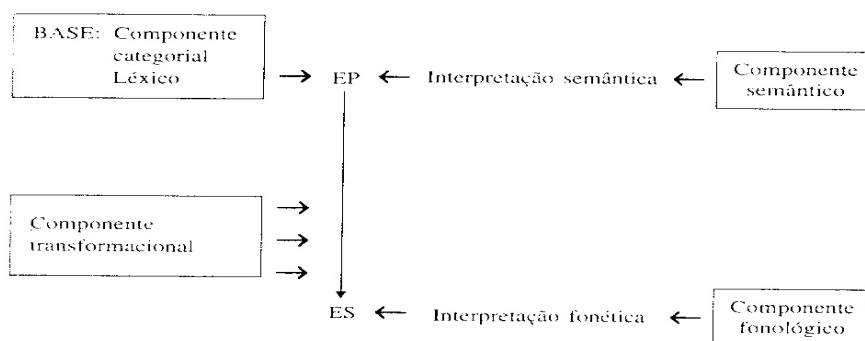 BASE: Componente
categorial
Léxico
EP
Interpretação semântica
Componente
semântico
Componente
transformacional
ES
Interpretação fonética
Componente
fonológico